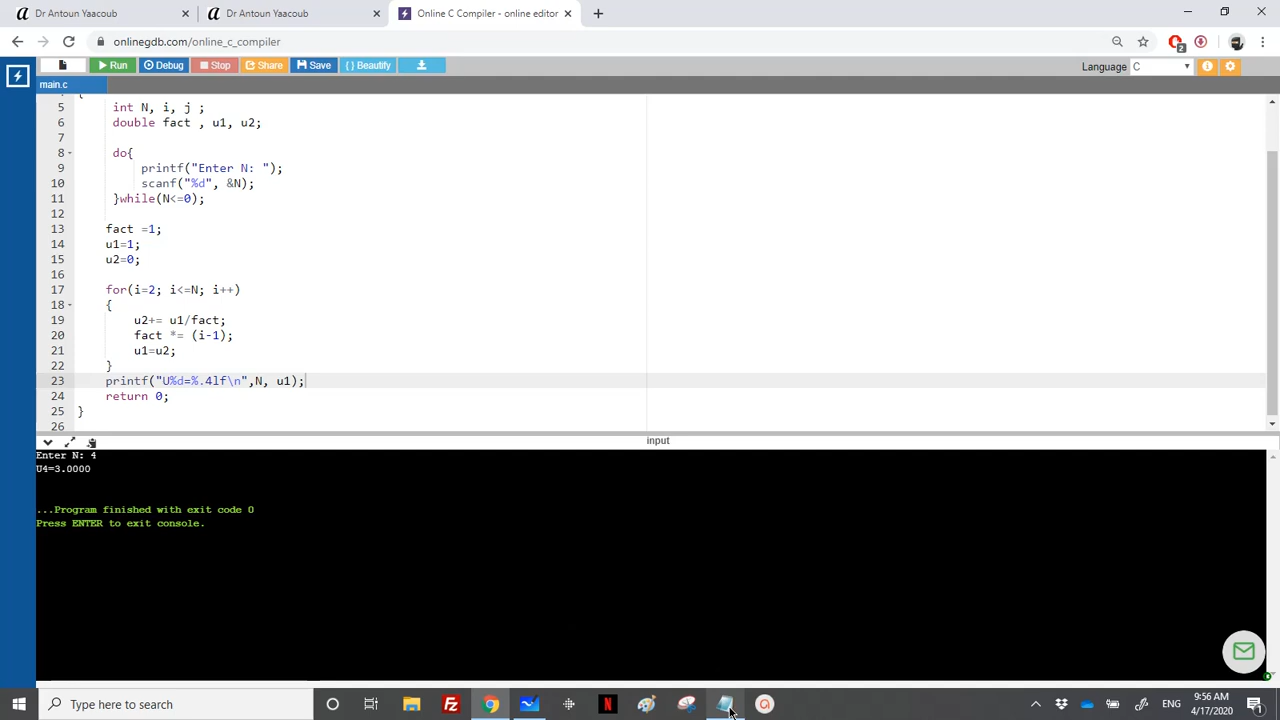 Dr Antoun Yaacoub
Dr Antoun Yaacoub
Online C Compiler - online editor
onlinegdb.com/online_c_compiler
2
Run
Debug
Stop
Share
Save
{ } Beautify
Language C
main.c
5 int N, i, j ;
6 double fact , u1, u2;
7
8 do{
9 printf("Enter N: ");
10 scanf("%d", &N);
11 }while(N<=0);
12
13 fact =1;
14 u1=1;
15 u2=0;
16
17 for(i=2; i<=N; i++)
18 {
19 u2+= u1/fact;
20 fact *= (i-1);
21 u1=u2;
22 }
23 printf("U%d=%.4lf\n",N, u1);
24 return 0;
25 }
26
input
Enter N: 4
U4=3.0000
...Program finished with exit code 0
Press ENTER to exit console.
Type here to search
ENG
9:56 AM
4/17/2020
1